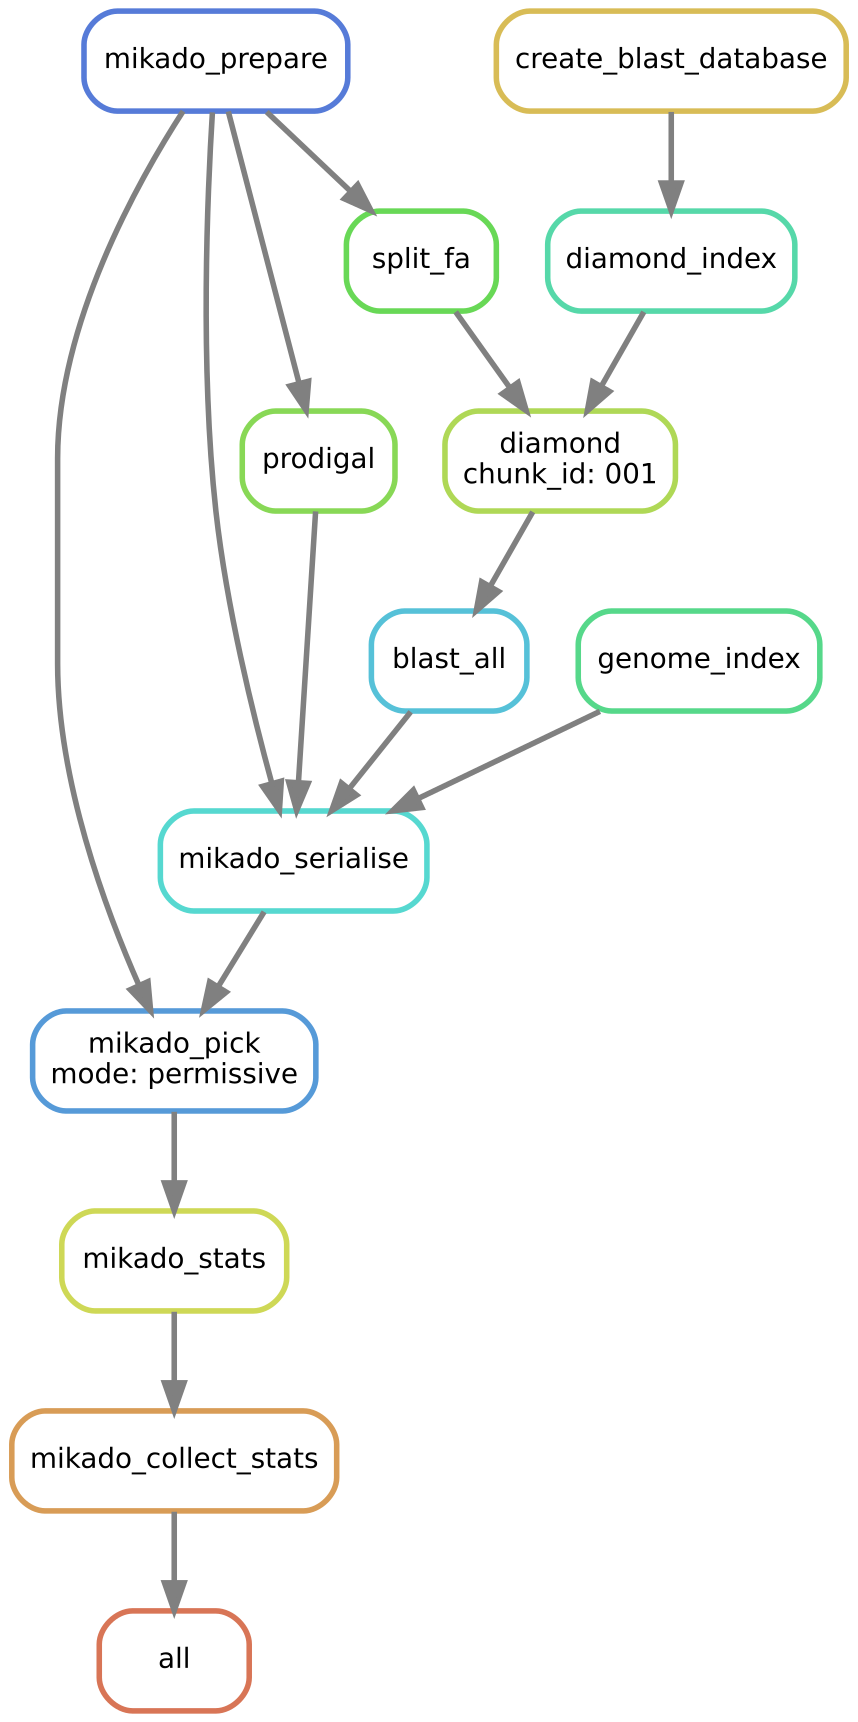 mikado_prepare
create_blast_database
split_fa
diamond_index
prodigal
diamond
chunk_id: 001
blast_all
genome_index
mikado_serialise
mikado_pick
mode: permissive
mikado_stats
mikado_collect_stats
all